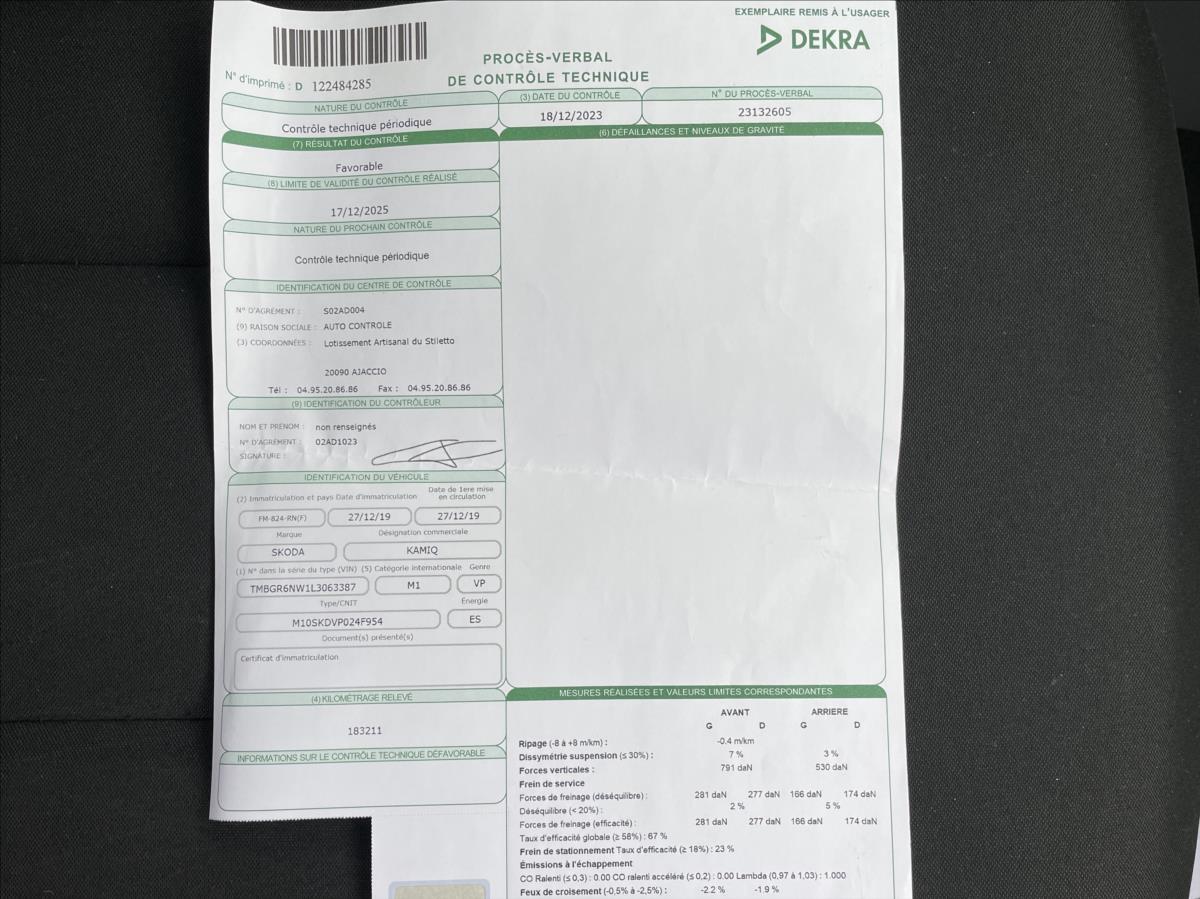 EXEMPLAIRE REMIS À L'USAGER
DEKRA
PROCÈS-VERBAL
DE CONTRÔLE TECHNIQUE
N° d'imprimé : D 122484285
NATURE DU CONTRÔLE
Contrôle technique périodique
(3) DATE DU CONTRÔLE
18/12/2023
N° DU PROCÈS-VERBAL
23132605
(7) RÉSULTAT DU CONTRÔLE
Favorable
(6) DÉFAILLANCES ET NIVEAUX DE GRAVITÉ
(8) LIMITE DE VALIDITÉ DU CONTRÔLE RÉALISÉ
17/12/2025
NATURE DU PROCHAIN CONTRÔLE
Contrôle technique périodique
IDENTIFICATION DU CENTRE DE CONTRÔLE
N° D'AGRÉMENT : S02AD004
(9) RAISON SOCIALE : AUTO CONTROLE
(3) COORDONNÉES : Lotissement Artisanal du Stiletto
20090 AJACCIO
Tél : 04.95.20.86.86 Fax : 04.95.20.86.86
(9) IDENTIFICATION DU CONTRÔLEUR
NOM ET PRÉNOM : non renseignés
N° D'AGRÉMENT : 02AD1023
SIGNATURE :
IDENTIFICATION DU VÉHICULE
(2) Immatriculation et pays Date d'immatriculation Date de 1ere mise en circulation
FM-824-RN(F) 27/12/19 27/12/19
Marque Désignation commerciale
SKODA KAMIQ
(1) N° dans la série du type (VIN) (5) Catégorie internationale Genre
TMBGR6NW1L3063387 M1 VP
Type/CNIT Énergie
M10SKDVP024F954 ES
Document(s) présenté(s)
Certificat d'immatriculation
(4) KILOMÉTRAGE RELEVÉ
183211
INFORMATIONS SUR LE CONTRÔLE TECHNIQUE DÉFAVORABLE
MESURES RÉALISÉES ET VALEURS LIMITES CORRESPONDANTES
AVANT ARRIERE
G D G D
Ripage (-8 à +8 m/km) : -0.4 m/km
Dissymétrie suspension (≤ 30%) : 7 % 3 %
Forces verticales : 791 daN 530 daN
Frein de service
Forces de freinage (déséquilibre) : 281 daN 277 daN 166 daN 174 daN
Déséquilibre (< 20%) : 2 % 5 %
Forces de freinage (efficacité) : 281 daN 277 daN 166 daN 174 daN
Taux d'efficacité globale (≥ 58%) : 67 %
Frein de stationnement Taux d'efficacité (≥ 18%) : 23 %
Émissions à l'échappement
CO Ralenti (≤ 0,3) : 0.00 CO ralenti accéléré (≤ 0,2) : 0.00 Lambda (0,97 à 1,03) : 1.000
Feux de croisement (-0,5% à -2,5%) : -2.2 % -1.9 %